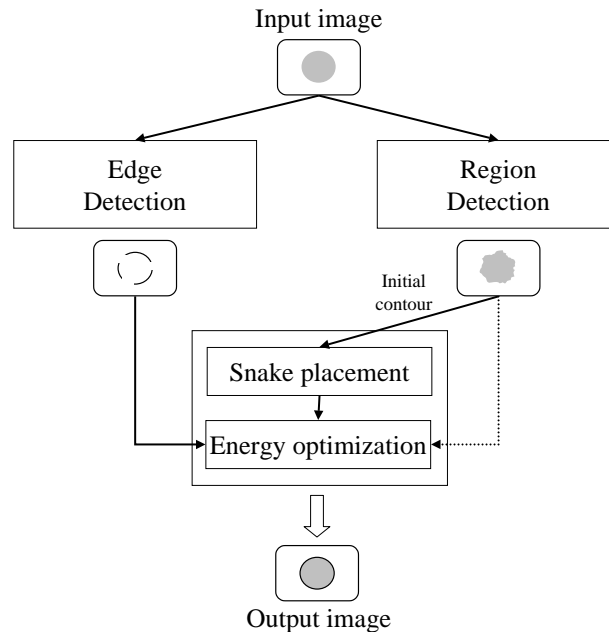 Input image
Edge
Detection
Region
Detection
Initial
contour
Snake placement
Energy optimization
Output image